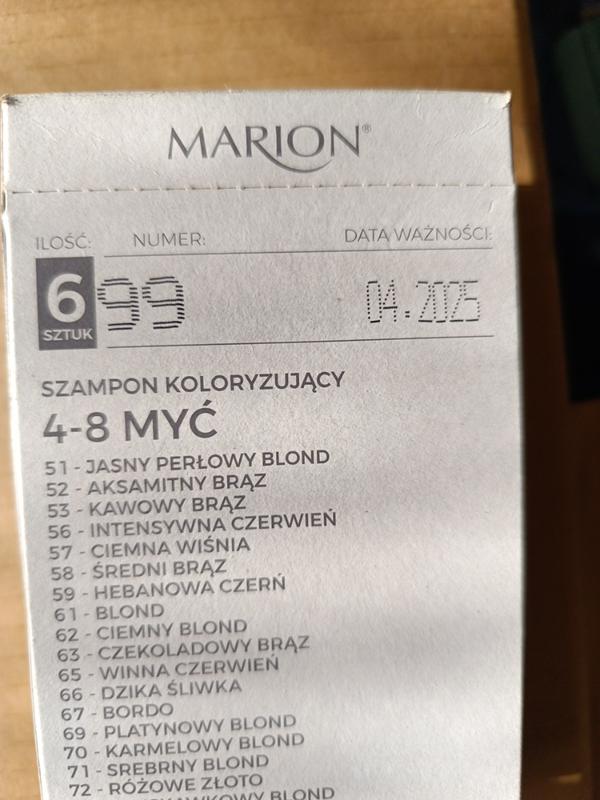 MARION®
ILOŚĆ: NUMER: DATA WAŻNOŚCI:
6 99 04.2025
SZTUK
SZAMPON KOLORYZUJĄCY
4-8 MYĆ
51 - JASNY PERŁOWY BLOND
52 - AKSAMITNY BRĄZ
53 - KAWOWY BRĄZ
56 - INTENSYWNA CZERWIEŃ
57 - CIEMNA WIŚNIA
58 - ŚREDNI BRĄZ
59 - HEBANOWA CZERŃ
61 - BLOND
62 - CIEMNY BLOND
63 - CZEKOLADOWY BRĄZ
65 - WINNA CZERWIEŃ
66 - DZIKA ŚLIWKA
67 - BORDO
69 - PLATYNOWY BLOND
70 - KARMELOWY BLOND
71 - SREBRNY BLOND
72 - RÓŻOWE ZŁOTO
BLOND